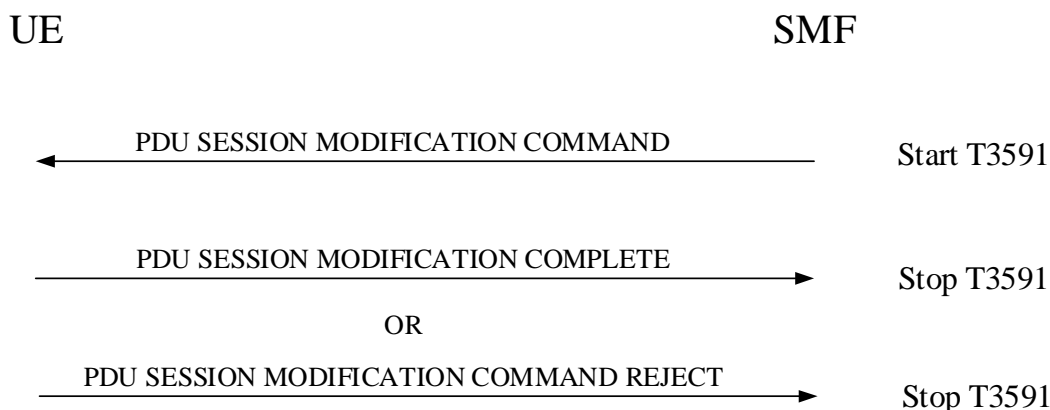 UE SMF
PDU SESSION MODIFICATION COMMAND Start T3591
PDU SESSION MODIFICATION COMPLETE Stop T3591
OR
PDU SESSION MODIFICATION COMMAND REJECT Stop T3591